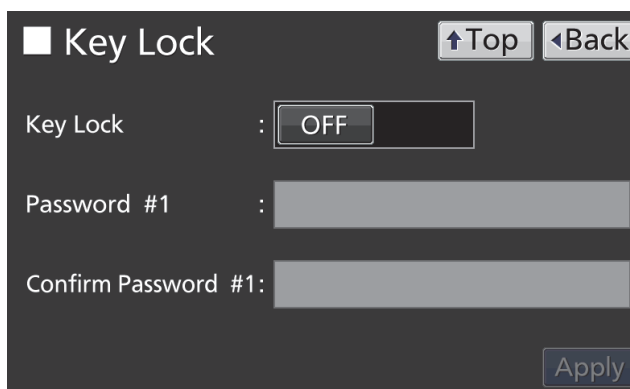 Key Lock
Top
Back
Key Lock : OFF
Password #1 :
Confirm Password #1:
Apply